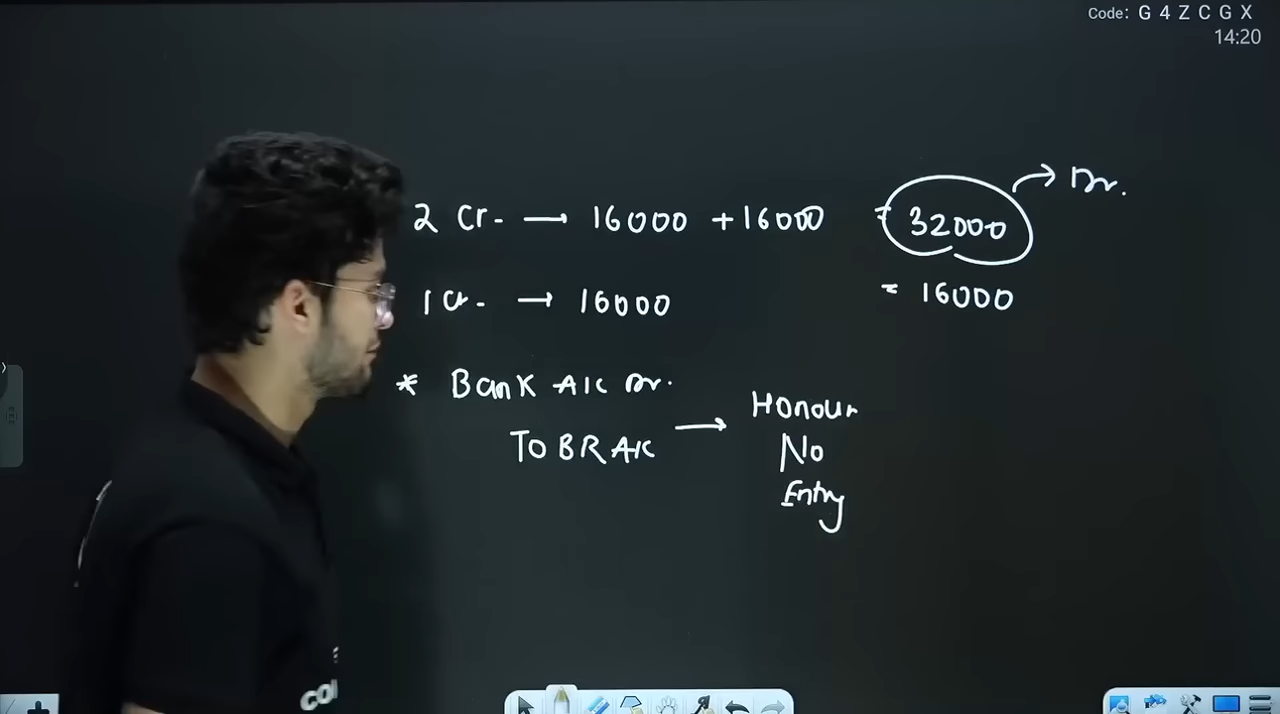 Code: G 4 Z C G X
14:20
Dr.
2 Cr. → 16000 + 16000 = 32000
1 Cr. → 16000 = 16000
* Bank A/c Dr.
To BR A/c → Honour
No
Entry